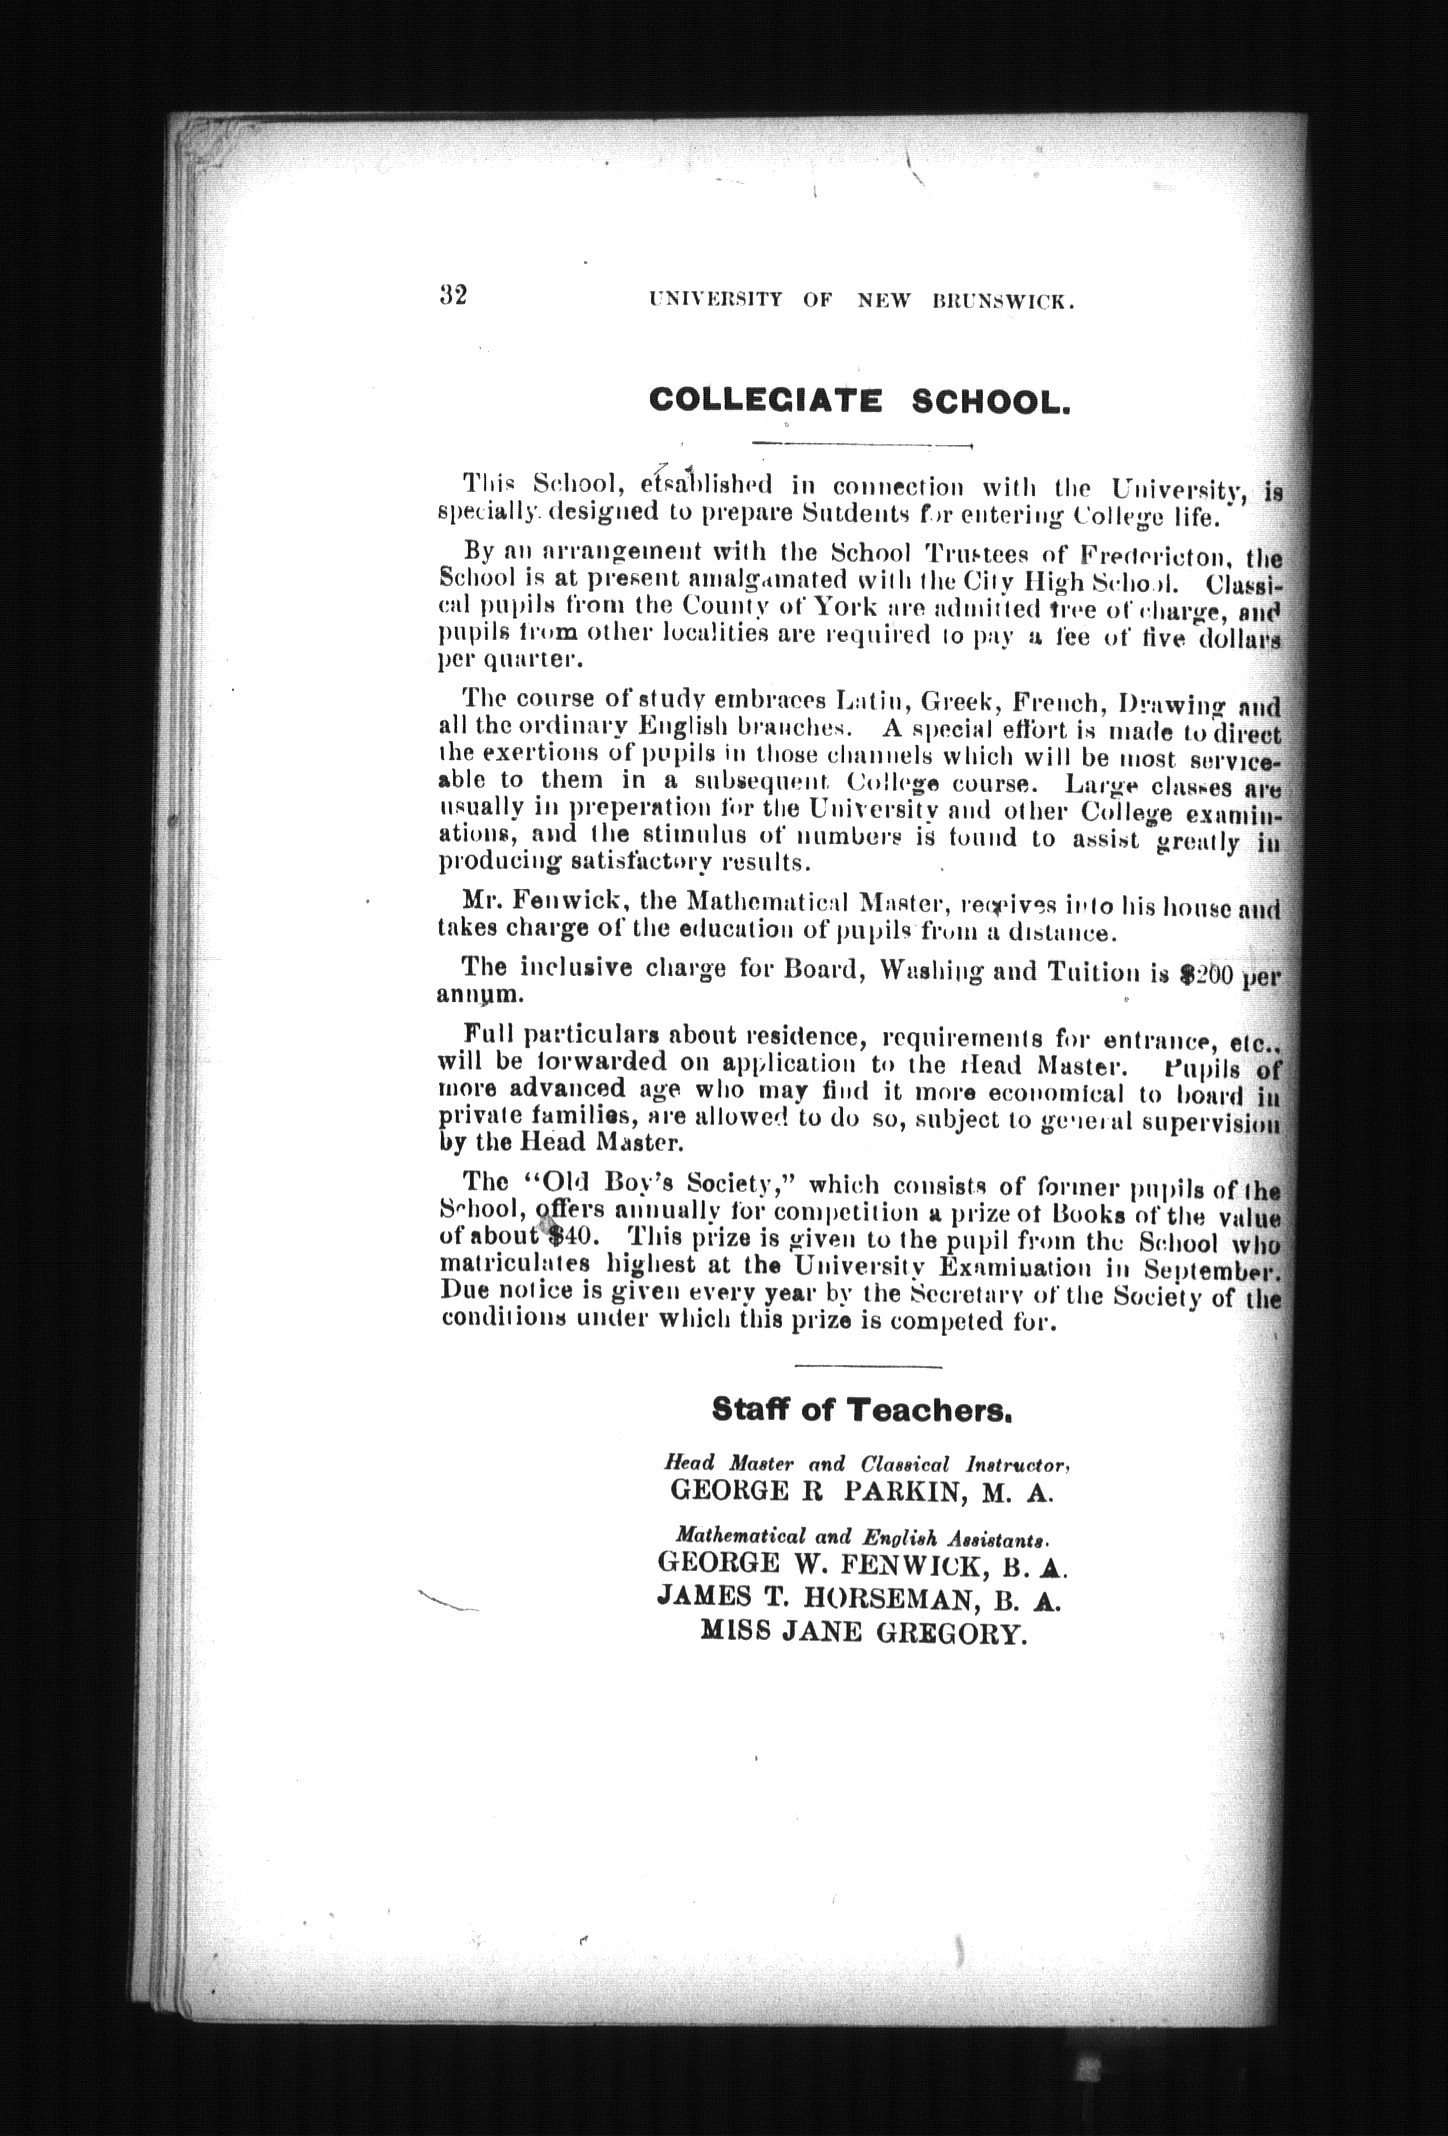 32 UNIVERSITY OF NEW BRUNSWICK.
COLLEGIATE SCHOOL.
This School, etsablished in connection with the University, is
specially designed to prepare Sutdents for entering College life.
By an arrangement with the School Trustees of Fredericton, the
School is at present amalgamated with the City High School. Classi-
cal pupils from the County of York are admitted free of charge, and
pupils from other localities are required to pay a fee of five dollars
per quarter.
The course of study embraces Latin, Greek, French, Drawing and
all the ordinary English branches. A special effort is made to direct
the exertions of pupils in those channels which will be most service-
able to them in a subsequent College course. Large classes are
usually in preperation for the University and other College examin-
ations, and the stimulus of numbers is found to assist greatly in
producing satisfactory results.
Mr. Fenwick, the Mathematical Master, receives into his house and
takes charge of the education of pupils from a distance.
The inclusive charge for Board, Washing and Tuition is $200 per
annum.
Full particulars about residence, requirements for entrance, etc.,
will be forwarded on application to the Head Master. Pupils of
more advanced age who may find it more economical to board in
private families, are allowed to do so, subject to general supervision
by the Head Master.
The “Old Boy’s Society,” which consists of former pupils of the
School, offers annually for competition a prize of Books of the value
of about $40. This prize is given to the pupil from the School who
matriculates highest at the University Examination in September.
Due notice is given every year by the Secretary of the Society of the
conditions under which this prize is competed for.
Staff of Teachers.
Head Master and Classical Instructor,
GEORGE R PARKIN, M. A.
Mathematical and English Assistants.
GEORGE W. FENWICK, B. A.
JAMES T. HORSEMAN, B. A.
MISS JANE GREGORY.